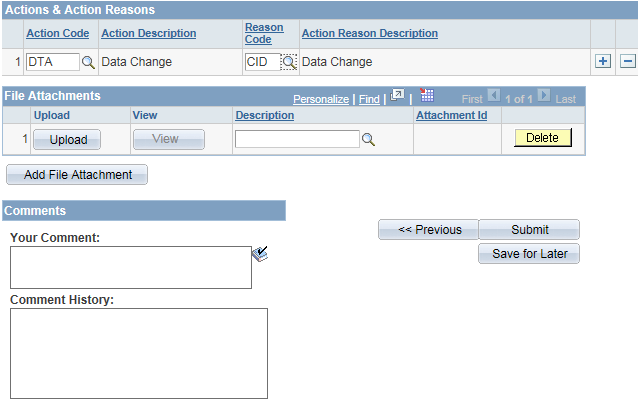 Actions & Action Reasons
Action Code Action Description Reason Code Action Reason Description
1 DTA Data Change CID Data Change
File Attachments Personalize | Find | | First 1 of 1 Last
Upload View Description Attachment Id
1 Upload View Delete
Add File Attachment
Comments
<< Previous Submit
Your Comment:
Save for Later
Comment History: